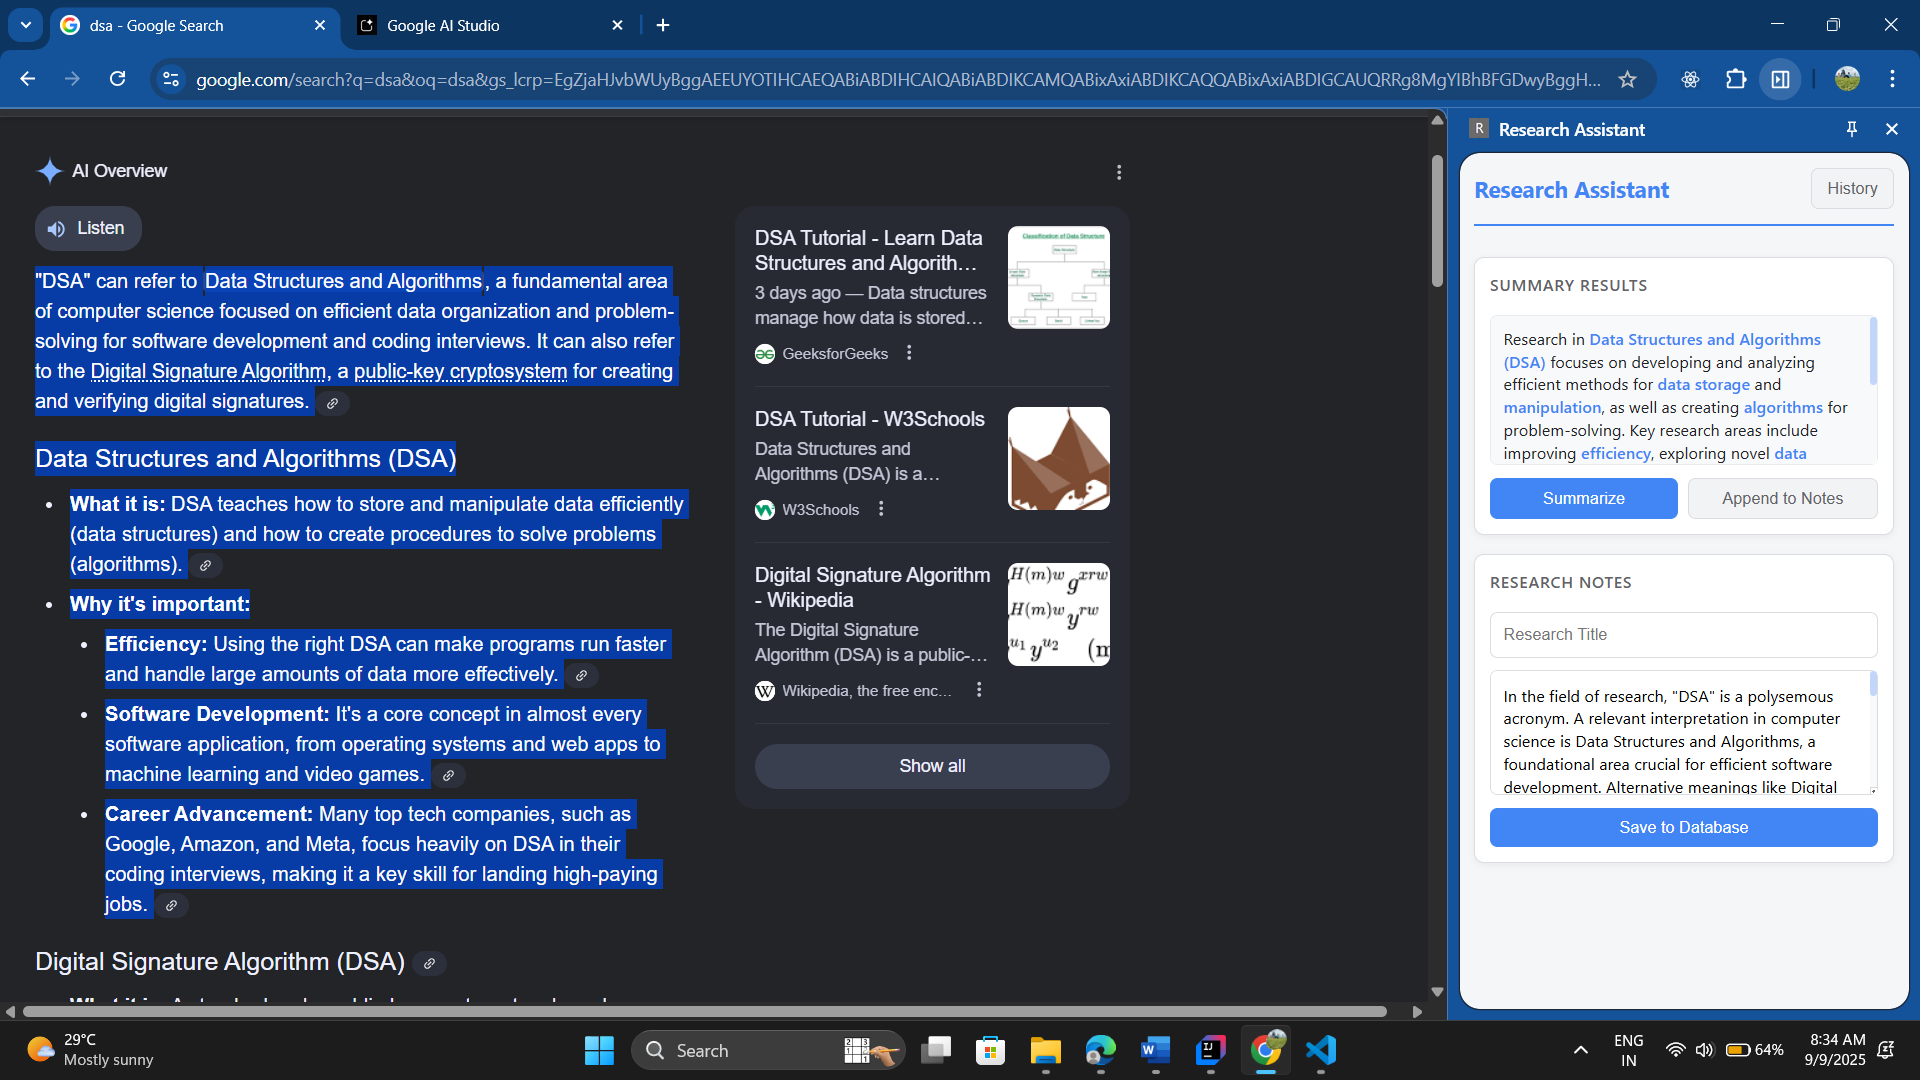 dsa - Google Search
Google AI Studio
google.com/search?q=dsa&oq=dsa&gs_lcrp=EgZjaHJvbWUyBggAEEUYOTIHCAEQABiABDIHCAIQABiABDIKCAMQABixAxiABDIKCAQQABixAxiABDIGCAUQRRg8MgYIBhBFGDwyBggH...
AI Overview
Listen
"DSA" can refer to Data Structures and Algorithms, a fundamental area
of computer science focused on efficient data organization and problem-
solving for software development and coding interviews. It can also refer
to the Digital Signature Algorithm, a public-key cryptosystem for creating
and verifying digital signatures.
Data Structures and Algorithms (DSA)
• What it is: DSA teaches how to store and manipulate data efficiently
(data structures) and how to create procedures to solve problems
(algorithms).
• Why it's important:
• Efficiency: Using the right DSA can make programs run faster
and handle large amounts of data more effectively.
• Software Development: It's a core concept in almost every
software application, from operating systems and web apps to
machine learning and video games.
• Career Advancement: Many top tech companies, such as
Google, Amazon, and Meta, focus heavily on DSA in their
coding interviews, making it a key skill for landing high-paying
jobs.
Digital Signature Algorithm (DSA)
DSA Tutorial - Learn Data
Structures and Algorith...
3 days ago — Data structures
manage how data is stored...
GeeksforGeeks
Classification of Data Structure
DSA Tutorial - W3Schools
Data Structures and
Algorithms (DSA) is a...
W3Schools
Digital Signature Algorithm
- Wikipedia
The Digital Signature
Algorithm (DSA) is a public-...
Wikipedia, the free enc...
Show all
R Research Assistant
Research Assistant
History
SUMMARY RESULTS
Research in Data Structures and Algorithms
(DSA) focuses on developing and analyzing
efficient methods for data storage and
manipulation, as well as creating algorithms for
problem-solving. Key research areas include
improving efficiency, exploring novel data
Summarize
Append to Notes
RESEARCH NOTES
Research Title
In the field of research, "DSA" is a polysemous
acronym. A relevant interpretation in computer
science is Data Structures and Algorithms, a
foundational area crucial for efficient software
development. Alternative meanings like Digital
Save to Database
29°C
Mostly sunny
Search
ENG
IN
64%
8:34 AM
9/9/2025